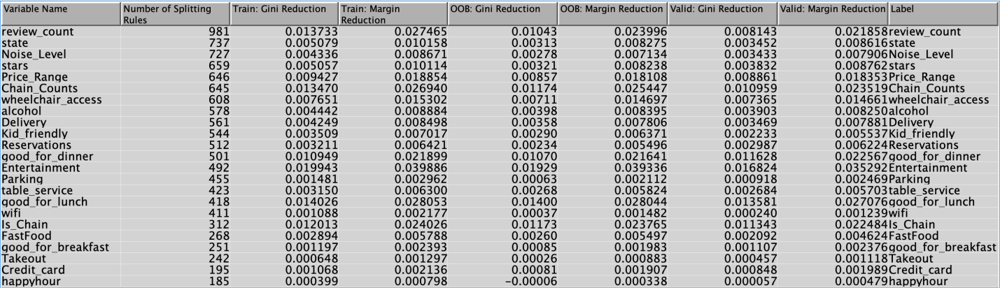 Variable Name Number of Splitting Rules Train: Gini Reduction Train: Margin Reduction OOB: Gini Reduction OOB: Margin Reduction Valid: Gini Reduction Valid: Margin Reduction Label
review_count 981 0.013733 0.027465 0.01043 0.023996 0.008143 0.021858 review_count
state 737 0.005079 0.010158 0.00313 0.008275 0.003452 0.008616 state
Noise_Level 727 0.004336 0.008671 0.00278 0.007134 0.003433 0.007906 Noise_Level
stars 659 0.005057 0.010114 0.00321 0.008238 0.003832 0.008762 stars
Price_Range 646 0.009427 0.018854 0.00857 0.018108 0.008861 0.018353 Price_Range
Chain_Counts 645 0.013470 0.026940 0.01174 0.025447 0.010959 0.023519 Chain_Counts
wheelchair_access 608 0.007651 0.015302 0.00711 0.014697 0.007365 0.014661 wheelchair_access
alcohol 578 0.004442 0.008884 0.00398 0.008395 0.003903 0.008250 alcohol
Delivery 561 0.004249 0.008498 0.00358 0.007806 0.003469 0.007881 Delivery
Kid_friendly 544 0.003509 0.007017 0.00290 0.006371 0.002233 0.005537 Kid_friendly
Reservations 512 0.003211 0.006421 0.00234 0.005496 0.002987 0.006224 Reservations
good_for_dinner 501 0.010949 0.021899 0.01070 0.021641 0.011628 0.022567 good_for_dinner
Entertainment 492 0.019943 0.039886 0.01929 0.039336 0.016824 0.035292 Entertainment
Parking 455 0.001481 0.002962 0.00063 0.002112 0.000918 0.002469 Parking
table_service 423 0.003150 0.006300 0.00268 0.005824 0.002684 0.005703 table_service
good_for_lunch 418 0.014026 0.028053 0.01400 0.028044 0.013581 0.027076 good_for_lunch
wifi 411 0.001088 0.002177 0.00037 0.001482 0.000240 0.001239 wifi
Is_Chain 312 0.012013 0.024026 0.01173 0.023765 0.011343 0.022484 Is_Chain
FastFood 268 0.002894 0.005788 0.00260 0.005497 0.002092 0.004624 FastFood
good_for_breakfast 251 0.001197 0.002393 0.00085 0.001983 0.001107 0.002376 good_for_breakfast
Takeout 242 0.000648 0.001297 0.00026 0.000883 0.000457 0.001118 Takeout
Credit_card 195 0.001068 0.002136 0.00081 0.001907 0.000848 0.001989 Credit_card
happyhour 185 0.000399 0.000798 -0.00006 0.000338 0.000057 0.000479 happyhour